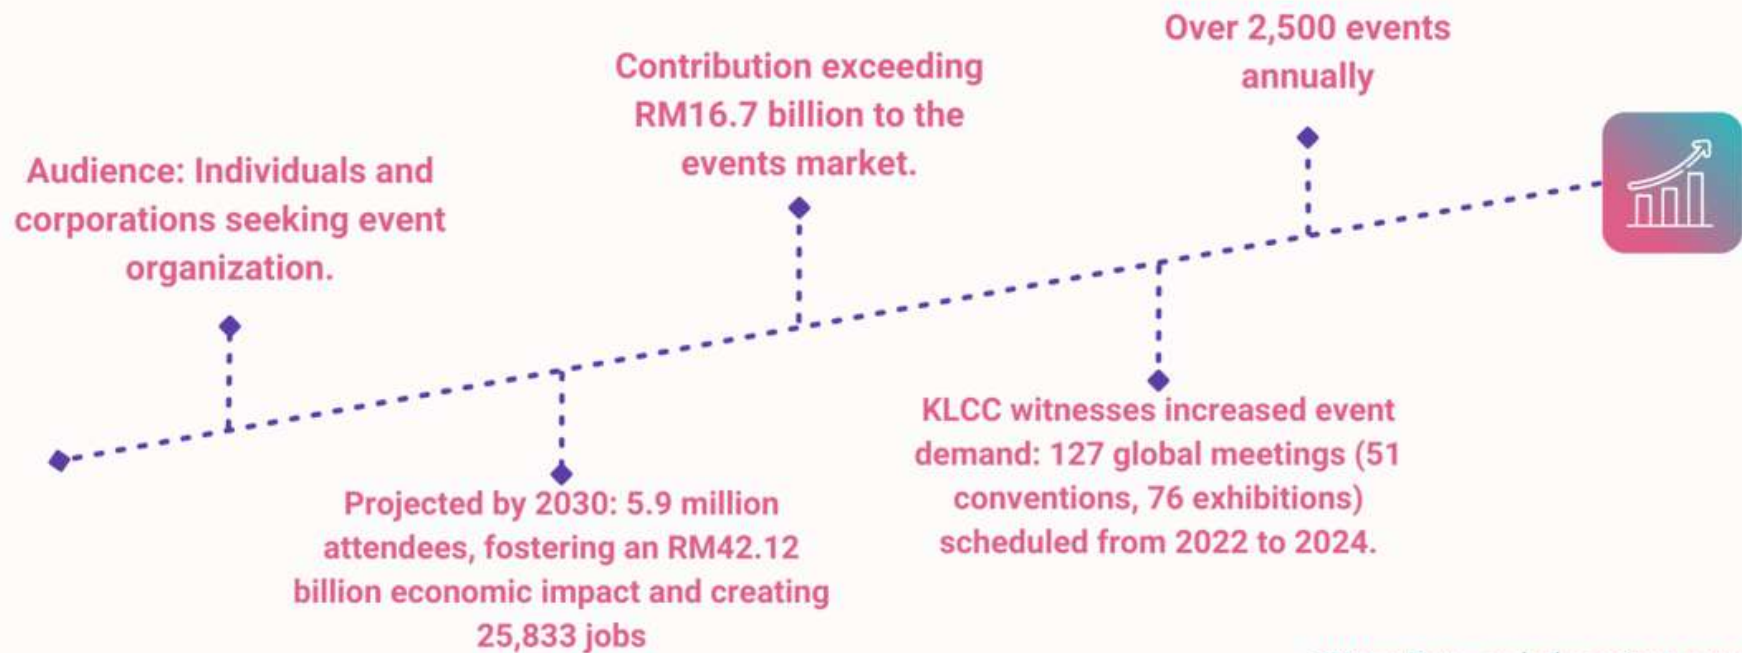 Audience: Individuals and
corporations seeking event
organization.
Projected by 2030: 5.9 million
attendees, fostering an RM42.12
billion economic impact and creating
25,833 jobs
Contribution exceeding
RM16.7 billion to the
events market.
KLCC witnesses increased event
demand: 127 global meetings (51
conventions, 76 exhibitions)
scheduled from 2022 to 2024.
Over 2,500 events
annually